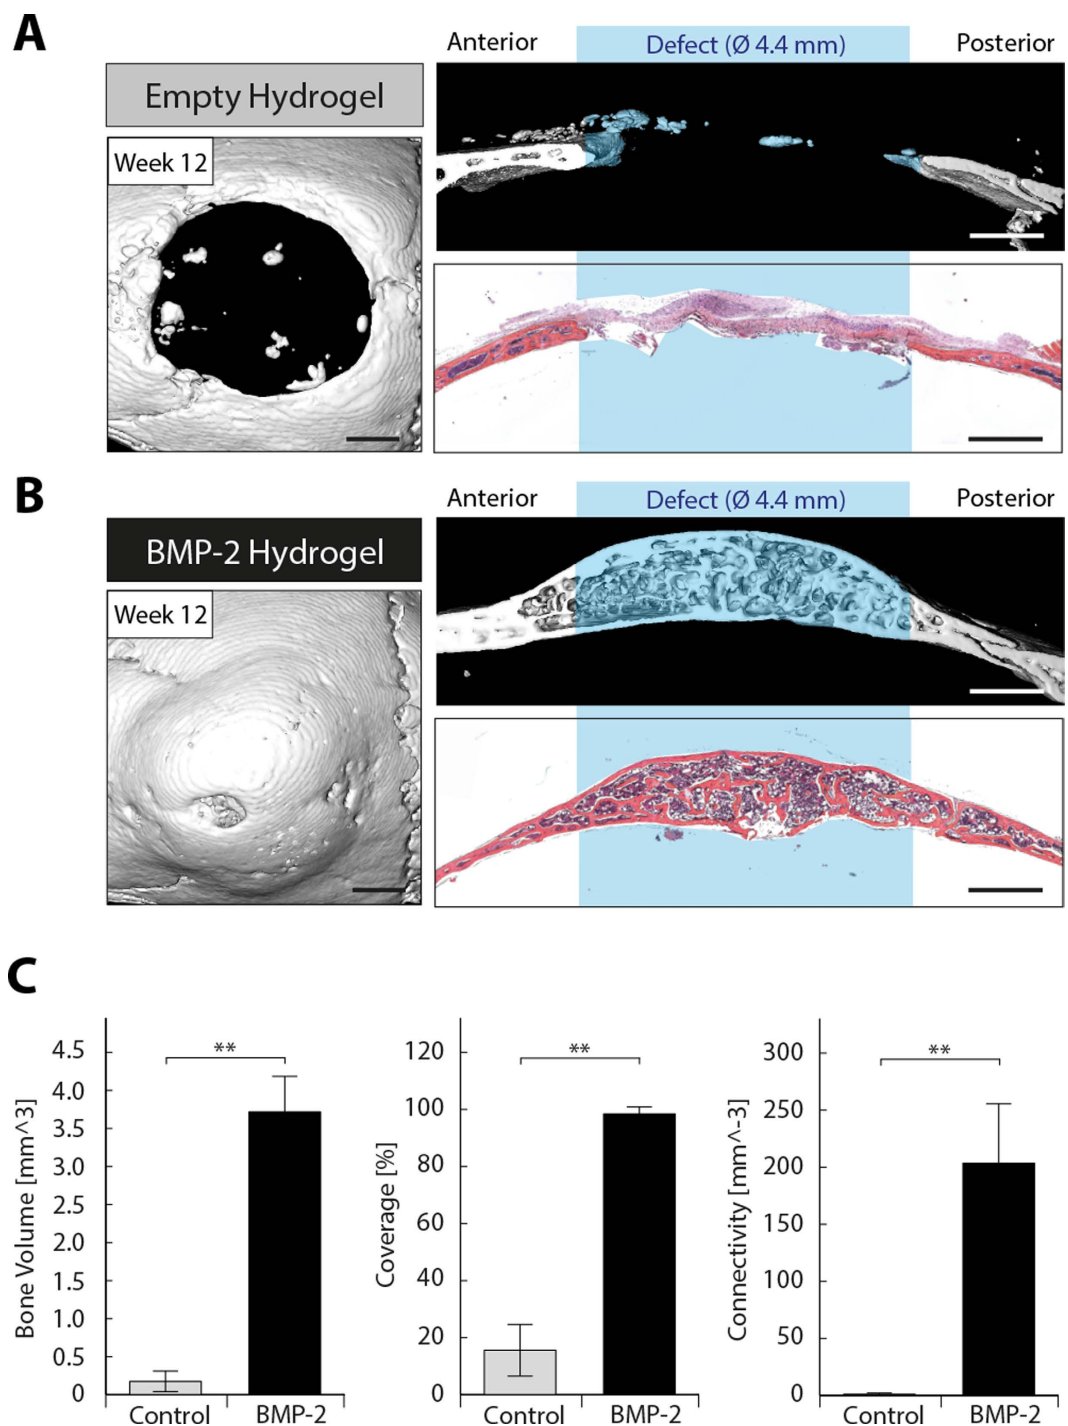 A
Anterior
Defect (Ø 4.4 mm)
Posterior
Empty Hydrogel
Week 12
B
Anterior
Defect (Ø 4.4 mm)
Posterior
BMP-2 Hydrogel
Week 12
C
Bone Volume [mm^3]
4.5
4.0
3.5
3.0
2.5
2.0
1.5
1.0
0.5
0
**
Control
BMP-2
Coverage [%]
120
100
80
60
40
20
0
**
Control
BMP-2
Connectivity [mm^-3]
300
250
200
150
100
50
0
**
Control
BMP-2